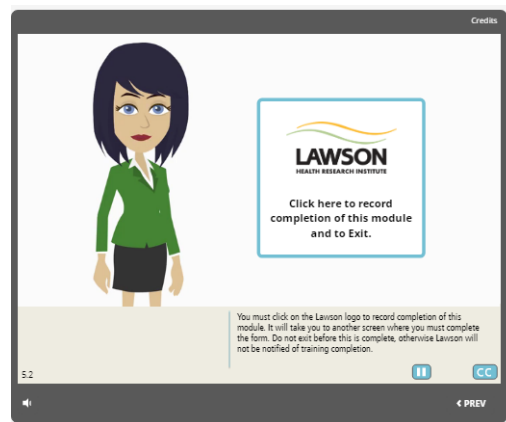 Credits
LAWSON
HEALTH RESEARCH INSTITUTE
Click here to record
completion of this module
and to Exit.
You must click on the Lawson logo to record completion of this
module. It will take you to another screen where you must complete
the form. Do not exit before this is complete, otherwise Lawson will
not be notified of training completion.
5.2
CC
PREV